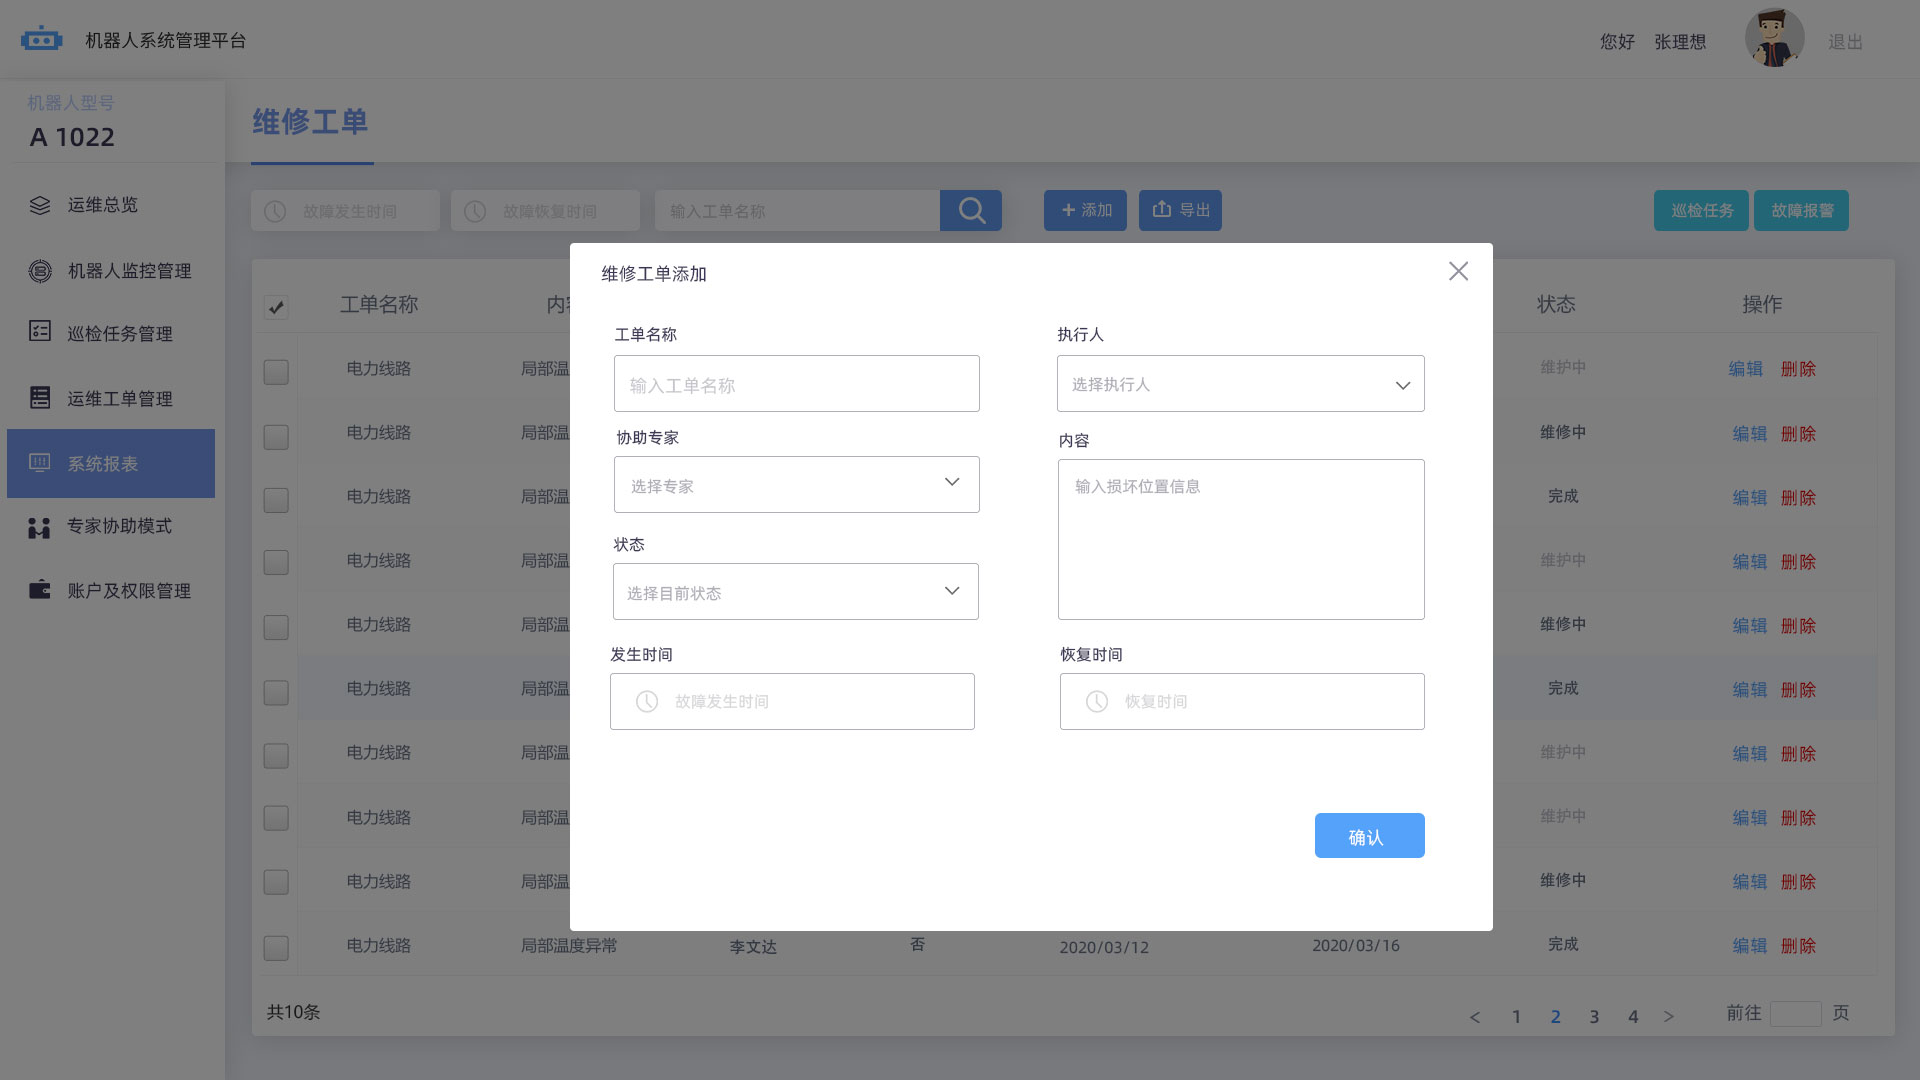 机器人系统管理平台
您好 张理想 退出
机器人型号
A 1022
维修工单
运维总览
机器人监控管理
巡检任务管理
运维工单管理
系统报表
专家协助模式
账户及权限管理
故障发生时间 故障恢复时间 输入工单名称 添加 导出 巡检任务 故障报警
工单名称 状态 操作
电力线路 局部温 维护中 编辑 删除
电力线路 局部温 维修中 编辑 删除
电力线路 局部温 完成 编辑 删除
电力线路 局部温 维护中 编辑 删除
电力线路 局部温 维修中 编辑 删除
电力线路 局部温 完成 编辑 删除
电力线路 局部温 维护中 编辑 删除
电力线路 局部温 维护中 编辑 删除
电力线路 局部温 维修中 编辑 删除
电力线路 局部温度异常 李文达 否 2020/03/12 2020/03/16 完成 编辑 删除
共10条
< 1 2 3 4 > 前往 页
维修工单添加
工单名称 执行人
输入工单名称 选择执行人
协助专家 内容
选择专家 输入损坏位置信息
状态
选择目前状态
发生时间 恢复时间
故障发生时间 恢复时间
确认